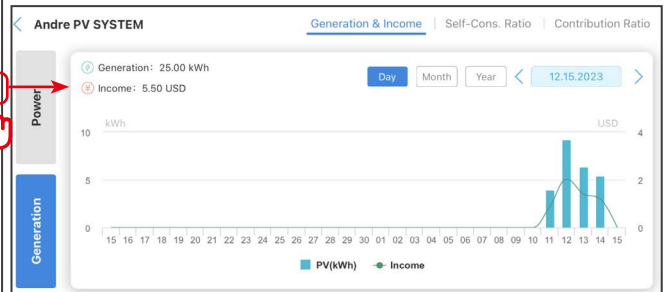 Andre PV SYSTEM
Generation & Income | Self-Cons. Ratio | Contribution Ratio
Power
Generation
Generation: 25.00 kWh
Income: 5.50 USD
Day Month Year 12.15.2023
kWh USD
10 4
5 2
0 0
15 16 17 18 19 20 21 22 23 24 25 26 27 28 29 30 01 02 03 04 05 06 07 08 09 10 11 12 13 14 15
PV(kWh) Income